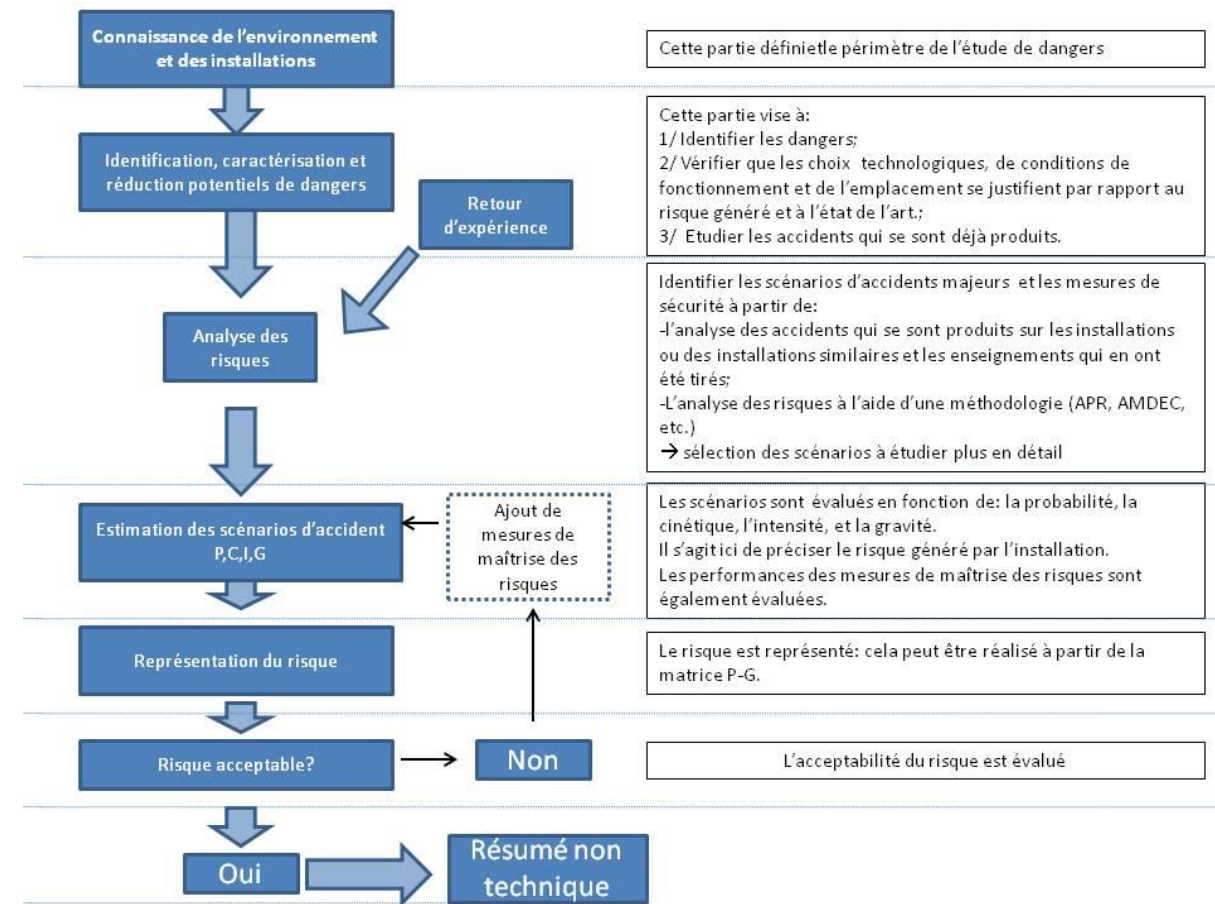 Connaissance de l'environnement
et des installations
Cette partie définietle périmètre de l'étude de dangers
Identification, caractérisation et
réduction potentiels de dangers
Retour
d'expérience
Cette partie vise à:
1/ Identifier les dangers;
2/ Vérifier que les choix technologiques, de conditions de
fonctionnement et de l'emplacement se justifient par rapport au
risque généré et à l'état de l'art.;
3/ Etudier les accidents qui se sont déjà produits.
Analyse des
risques
Identifier les scénarios d'accidents majeurs et les mesures de
sécurité à partir de:
-l'analyse des accidents qui se sont produits sur les installations
ou des installations similaires et les enseignements qui en ont
été tirés;
-L'analyse des risques à l'aide d'une méthodologie (APR, AMDEC,
etc.)
→ sélection des scénarios à étudier plus en détail
Estimation des scénarios d'accident
P,C,I,G
Ajout de
mesures de
maîtrise des
risques
Les scénarios sont évalués en fonction de: la probabilité, la
cinétique, l'intensité, et la gravité.
Il s'agit ici de préciser le risque généré par l'installation.
Les performances des mesures de maîtrise des risques sont
également évaluées.
Représentation du risque
Le risque est représenté: cela peut être réalisé à partir de la
matrice P-G.
Risque acceptable?
Non
L'acceptabilité du risque est évalué
Oui
Résumé non
technique